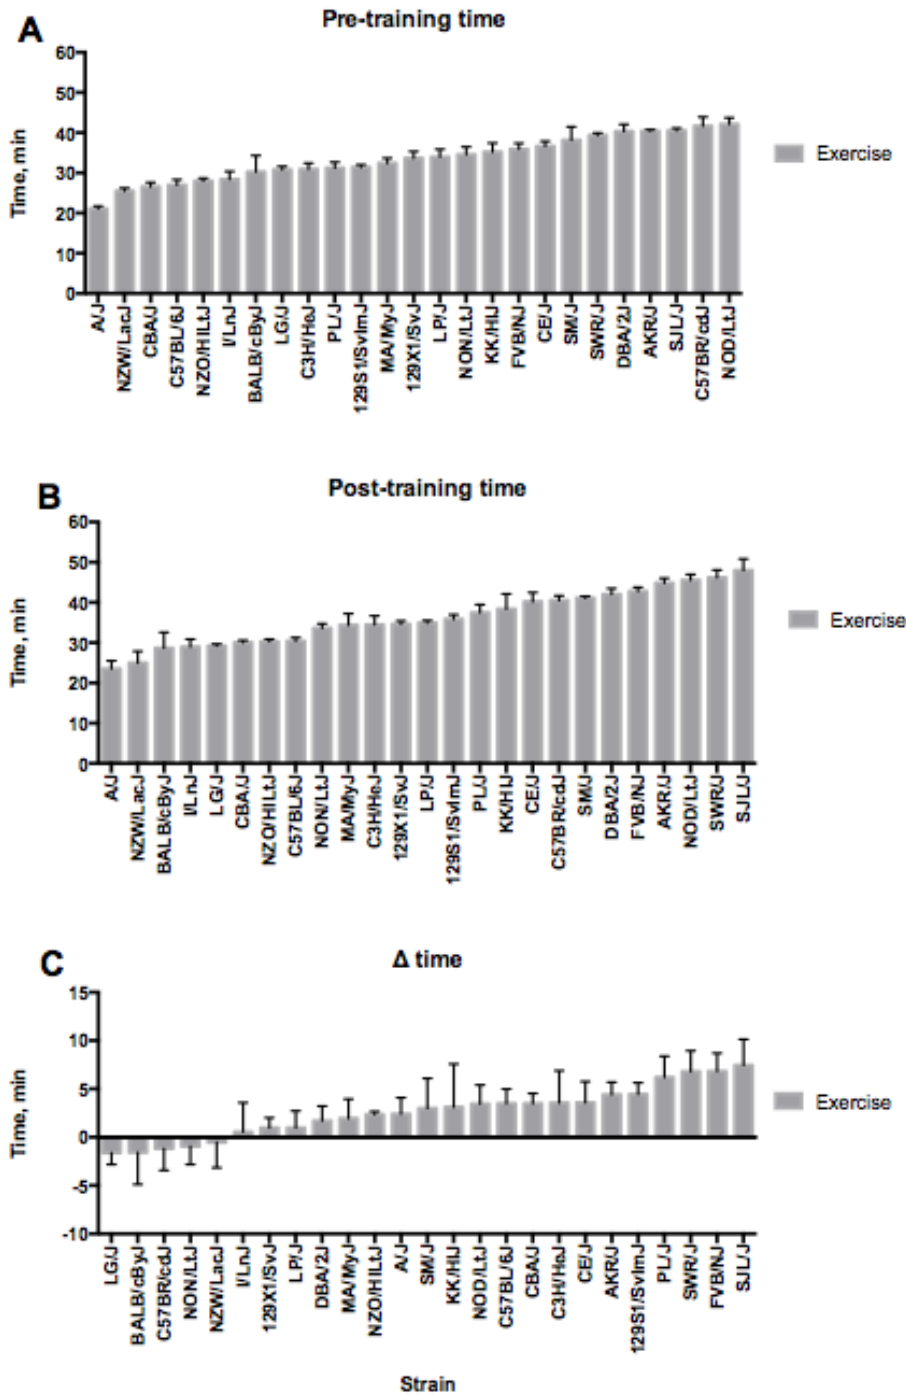 A
Pre-training time
Time, min
60
50
40
30
20
10
0
A/J
NZW/LacJ
CBA/J
C57BL/6J
NZO/HILtJ
I/LnJ
BALB/cByJ
LG/J
C3H/HeJ
PL/J
129S1/SvImJ
MA/MyJ
129X1/SvJ
LP/J
NON/LtJ
KK/HIJ
FVB/NJ
CE/J
SM/J
SWR/J
DBA/2J
AKR/J
SJL/J
C57BR/cdJ
NOD/LtJ
Exercise
B
Post-training time
Time, min
60
50
40
30
20
10
0
A/J
NZW/LacJ
BALB/cByJ
I/LnJ
LG/J
CBA/J
NZO/HILtJ
C57BL/6J
NON/LtJ
MA/MyJ
C3H/HeJ
129X1/SvJ
LP/J
129S1/SvImJ
PL/J
KK/HIJ
CE/J
C57BR/cdJ
SM/J
DBA/2J
FVB/NJ
AKR/J
NOD/LtJ
SWR/J
SJL/J
Exercise
C
Δ time
Time, min
15
10
5
0
-5
-10
LG/J
BALB/cByJ
C57BR/cdJ
NON/LtJ
NZW/LacJ
I/LnJ
129X1/SvJ
LP/J
DBA/2J
MA/MyJ
NZO/HILtJ
A/J
SM/J
KK/HIJ
NOD/LtJ
C57BL/6J
CBA/J
C3H/HeJ
CE/J
AKR/J
129S1/SvImJ
PL/J
SWR/J
FVB/NJ
SJL/J
Exercise
Strain